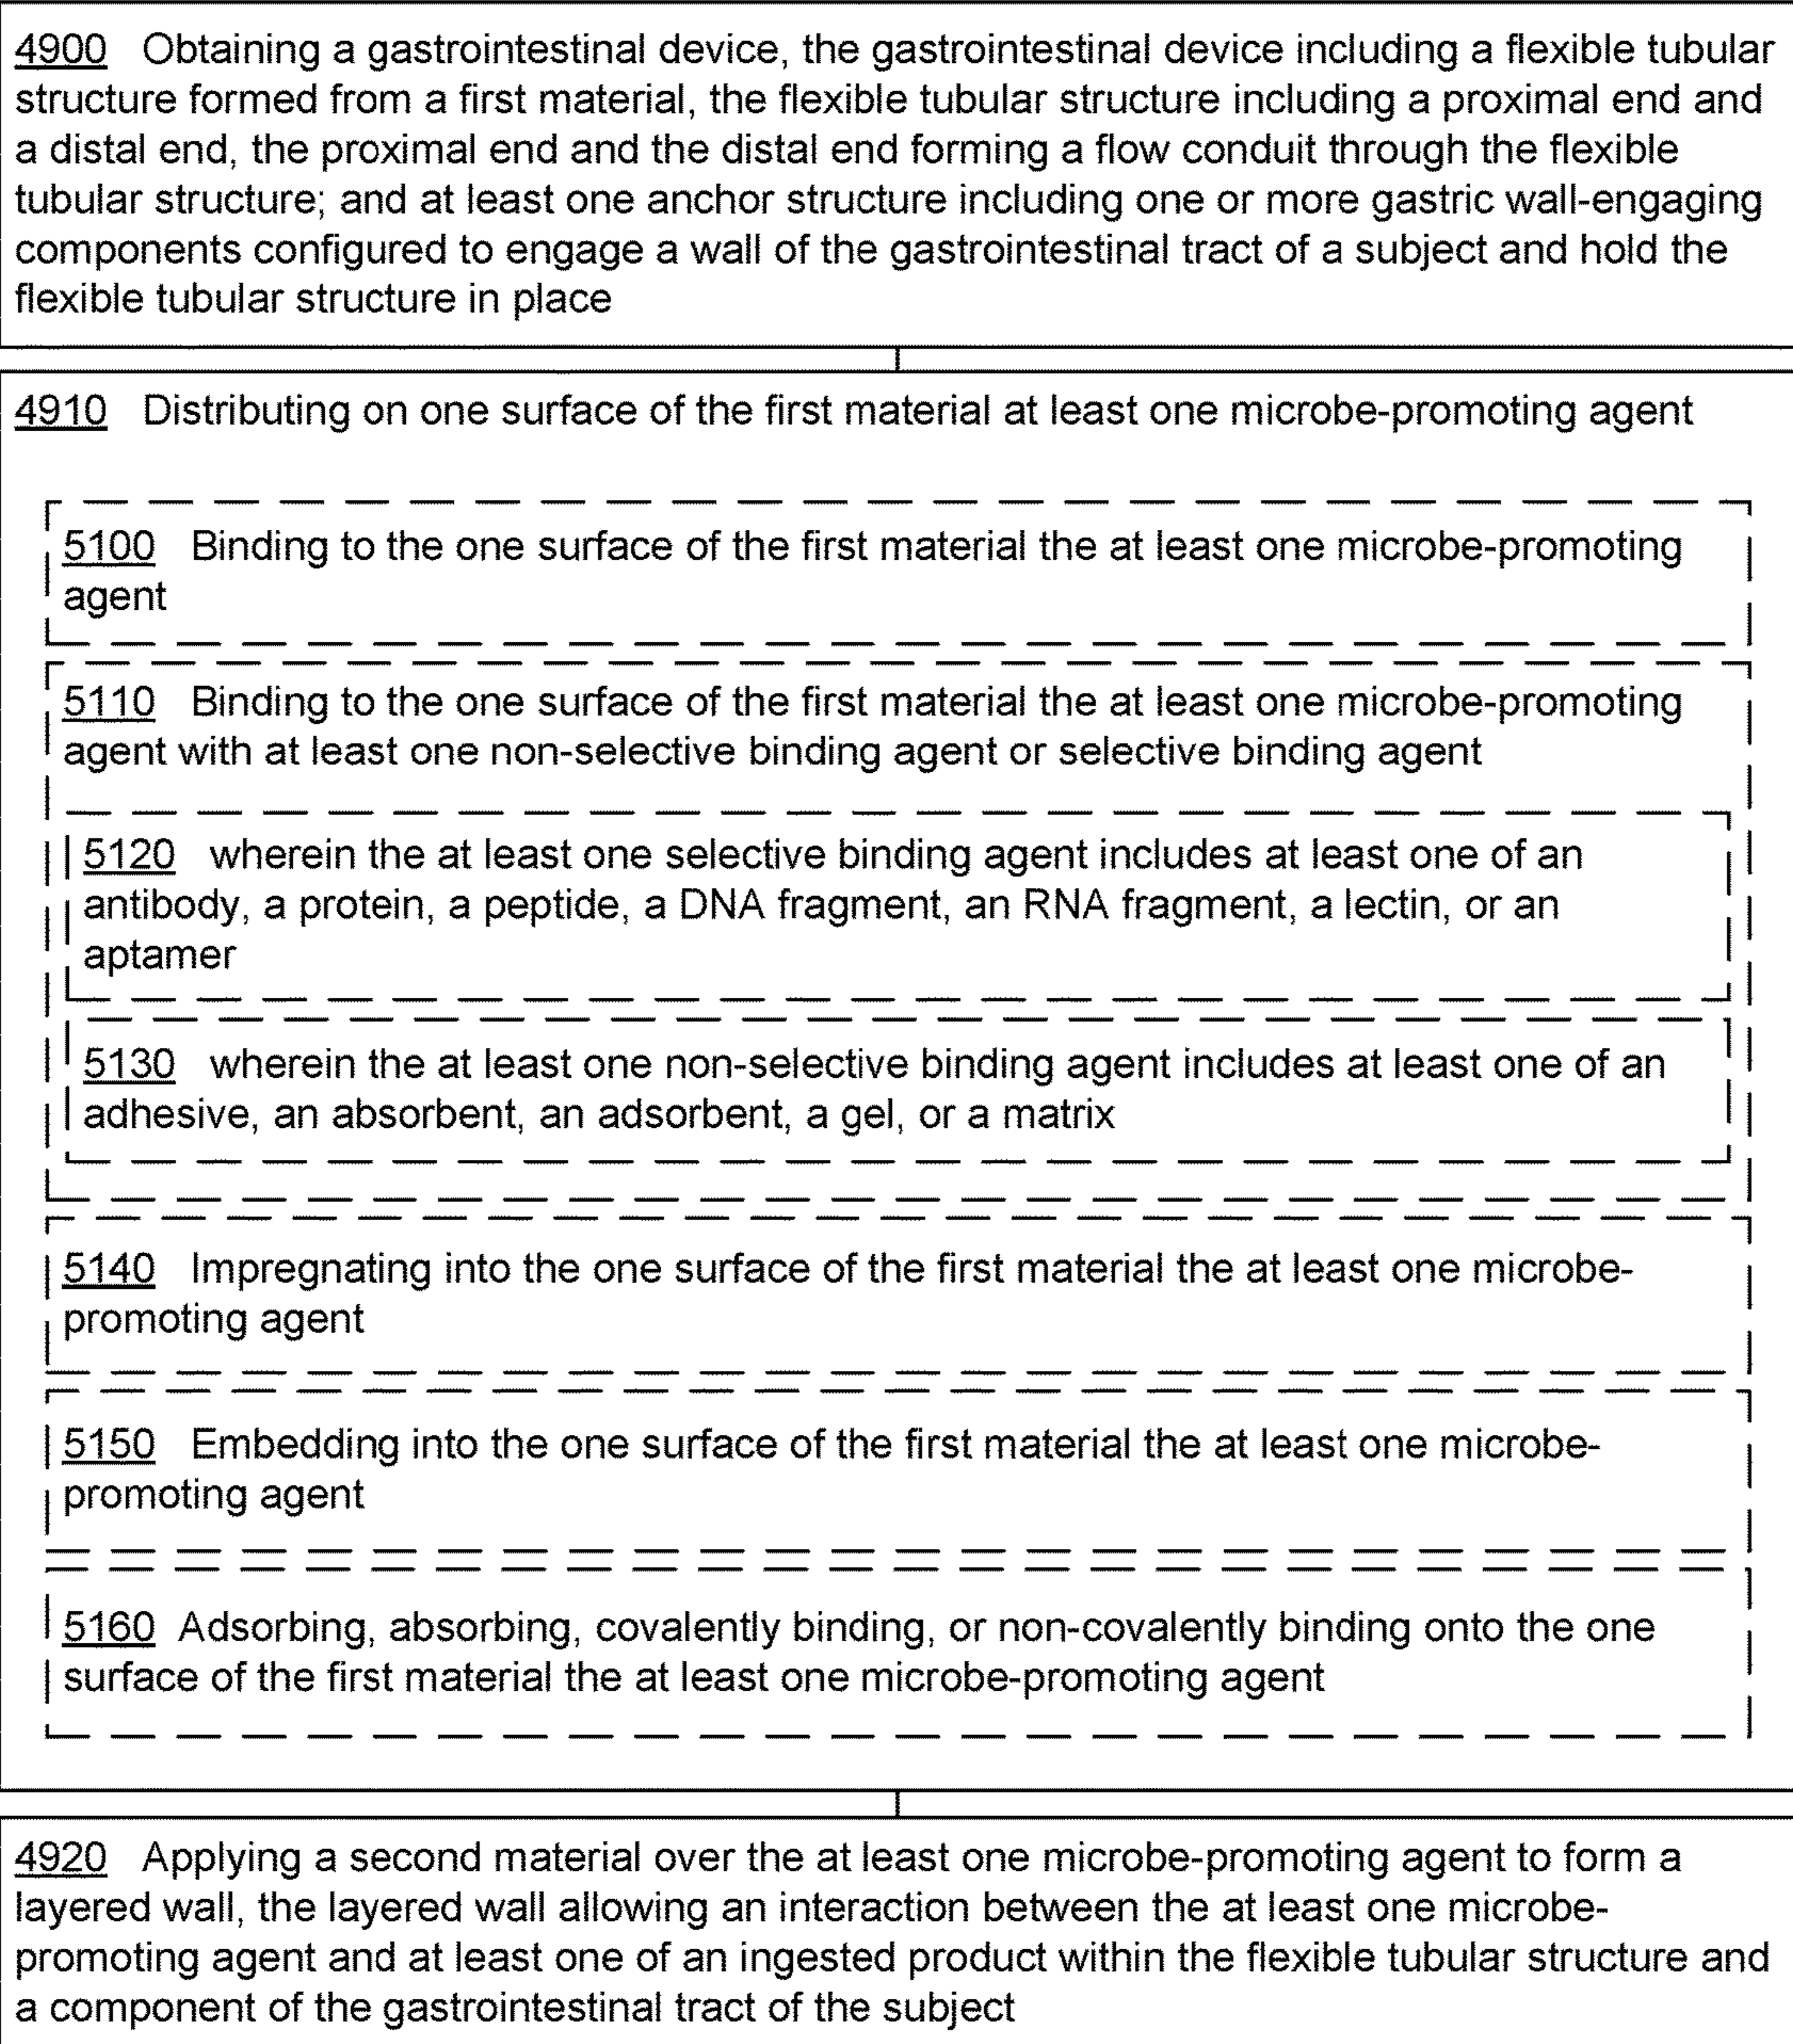 4900 Obtaining a gastrointestinal device, the gastrointestinal device including a flexible tubular
structure formed from a first material, the flexible tubular structure including a proximal end and
a distal end, the proximal end and the distal end forming a flow conduit through the flexible
tubular structure; and at least one anchor structure including one or more gastric wall-engaging
components configured to engage a wall of the gastrointestinal tract of a subject and hold the
flexible tubular structure in place
4910 Distributing on one surface of the first material at least one microbe-promoting agent
5100 Binding to the one surface of the first material the at least one microbe-promoting
agent
5110 Binding to the one surface of the first material the at least one microbe-promoting
agent with at least one non-selective binding agent or selective binding agent
5120 wherein the at least one selective binding agent includes at least one of an
antibody, a protein, a peptide, a DNA fragment, an RNA fragment, a lectin, or an
aptamer
5130 wherein the at least one non-selective binding agent includes at least one of an
adhesive, an absorbent, an adsorbent, a gel, or a matrix
5140 Impregnating into the one surface of the first material the at least one microbe-
promoting agent
5150 Embedding into the one surface of the first material the at least one microbe-
promoting agent
5160 Adsorbing, absorbing, covalently binding, or non-covalently binding onto the one
surface of the first material the at least one microbe-promoting agent
4920 Applying a second material over the at least one microbe-promoting agent to form a
layered wall, the layered wall allowing an interaction between the at least one microbe-
promoting agent and at least one of an ingested product within the flexible tubular structure and
a component of the gastrointestinal tract of the subject